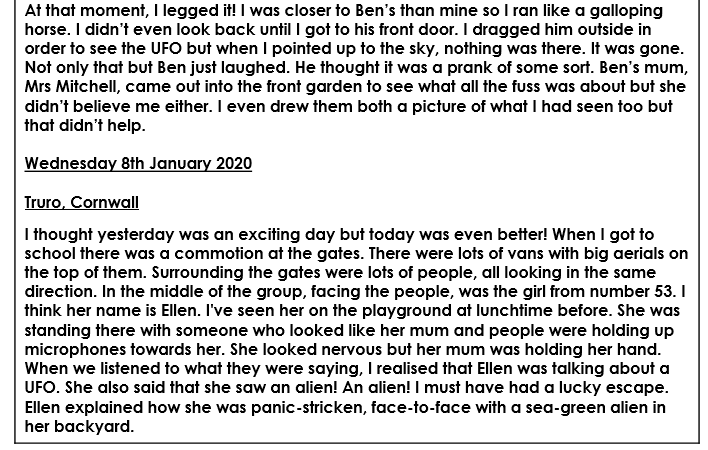 At that moment, I legged it! I was closer to Ben’s than mine so I ran like a galloping
horse. I didn’t even look back until I got to his front door. I dragged him outside in
order to see the UFO but when I pointed up to the sky, nothing was there. It was gone.
Not only that but Ben just laughed. He thought it was a prank of some sort. Ben’s mum,
Mrs Mitchell, came out into the front garden to see what all the fuss was about but she
didn’t believe me either. I even drew them both a picture of what I had seen too but
that didn’t help.
Wednesday 8th January 2020
Truro, Cornwall
I thought yesterday was an exciting day but today was even better! When I got to
school there was a commotion at the gates. There were lots of vans with big aerials on
the top of them. Surrounding the gates were lots of people, all looking in the same
direction. In the middle of the group, facing the people, was the girl from number 53. I
think her name is Ellen. I've seen her on the playground at lunchtime before. She was
standing there with someone who looked like her mum and people were holding up
microphones towards her. She looked nervous but her mum was holding her hand.
When we listened to what they were saying, I realised that Ellen was talking about a
UFO. She also said that she saw an alien! An alien! I must have had a lucky escape.
Ellen explained how she was panic-stricken, face-to-face with a sea-green alien in
her backyard.